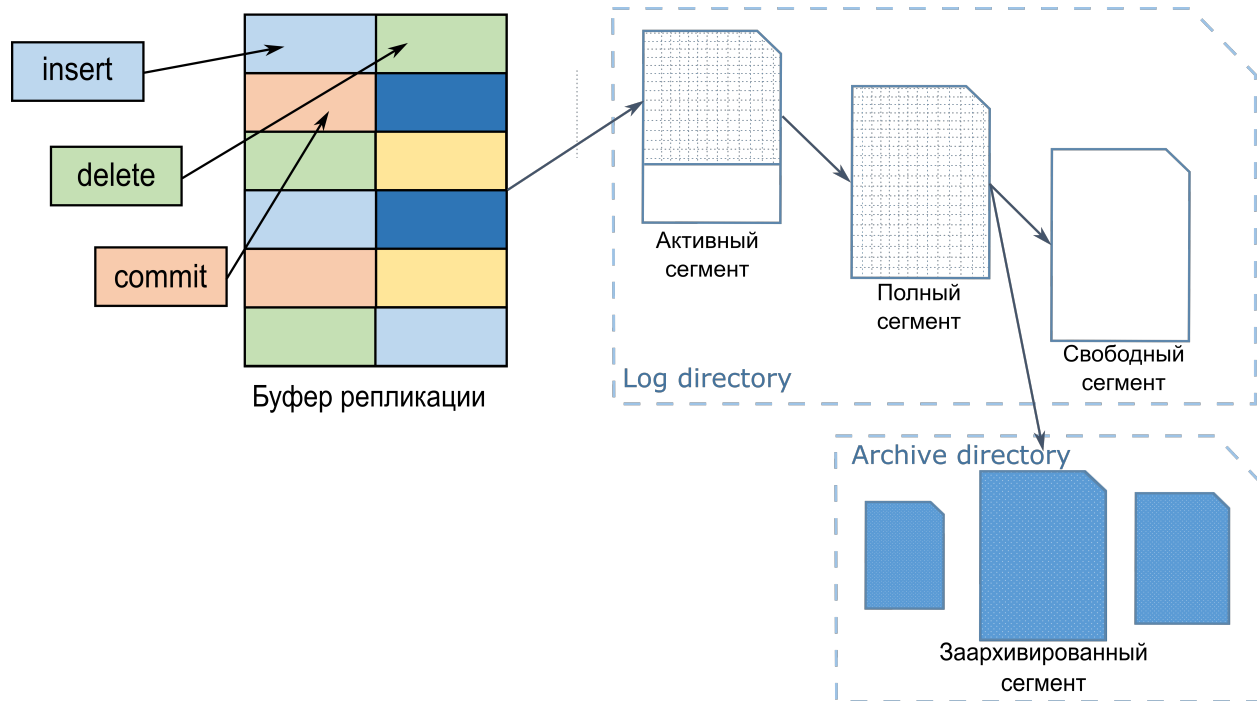 insert
delete
commit
Буфер репликации
Активный
сегмент
Полный
сегмент
Свободный
сегмент
Log directory
Archive directory
Заархивированный
сегмент